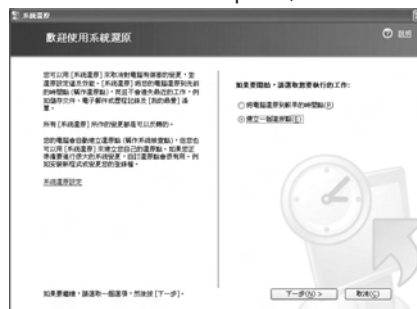 系統還原
歡迎使用系統還原
說明
您可以用 [系統還原] 來取消對電腦有損害的變更，並
還原設定值及效能。[系統還原] 將您的電腦還原到先前
的時間點 (稱作還原點)，而且不會遺失最近的工作，例
如儲存文件，電子郵件或歷程記錄及 [我的最愛] 清
單。
所有 [系統還原] 所作的變更都是可以反轉的。
您的電腦會自動建立還原點 (稱作系統檢查點)，但您也
可以用 [系統還原] 來建立您自己的還原點。如果您正
準備要進行很大的系統變更，自訂還原點會很有用。例
如安裝新程式或變更您的登錄檔。
系統還原設定
如果要開始，請選取您要執行的工作:
將電腦還原到較早的時間點(R)
建立一個還原點(E)
如果要繼續，請選取一個選項，然後按 [下一步]。
下一步(N) >
取消(C)